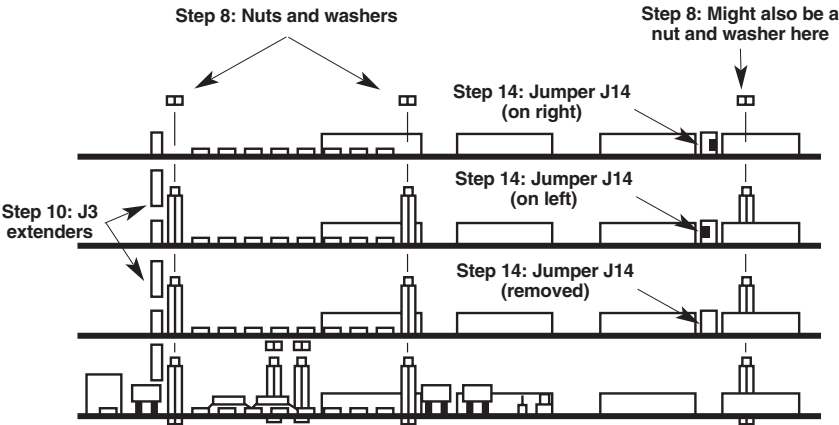 Step 8: Nuts and washers
Step 8: Might also be a
nut and washer here
Step 14: Jumper J14
(on right)
Step 14: Jumper J14
(on left)
Step 10: J3
extenders
Step 14: Jumper J14
(removed)